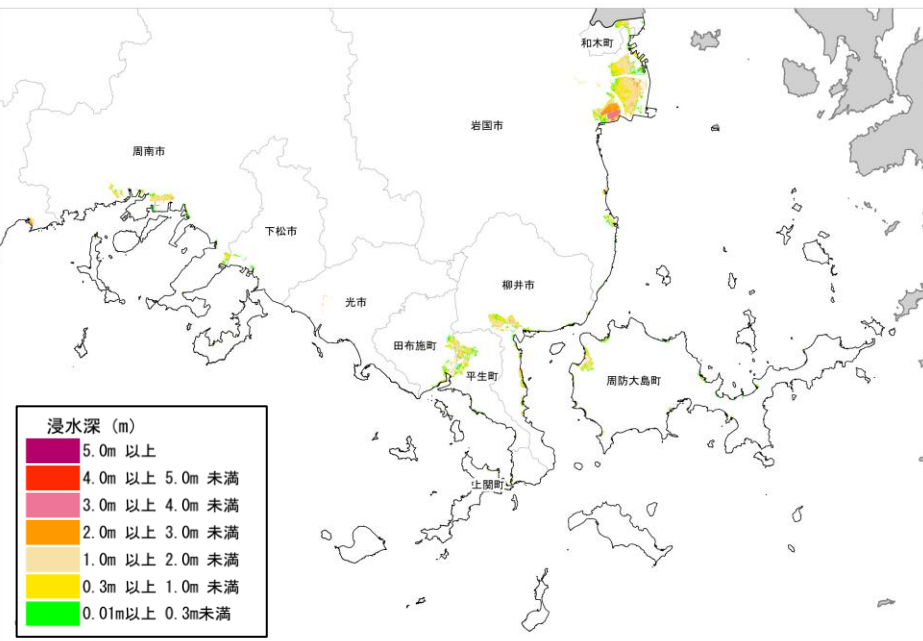 和木町
岩国市
周南市
下松市
柳井市
光市
田布施町
平生町
周防大島町
上関町
浸水深 (m)
5.0m 以上
4.0m 以上 5.0m 未満
3.0m 以上 4.0m 未満
2.0m 以上 3.0m 未満
1.0m 以上 2.0m 未満
0.3m 以上 1.0m 未満
0.01m以上 0.3m未満